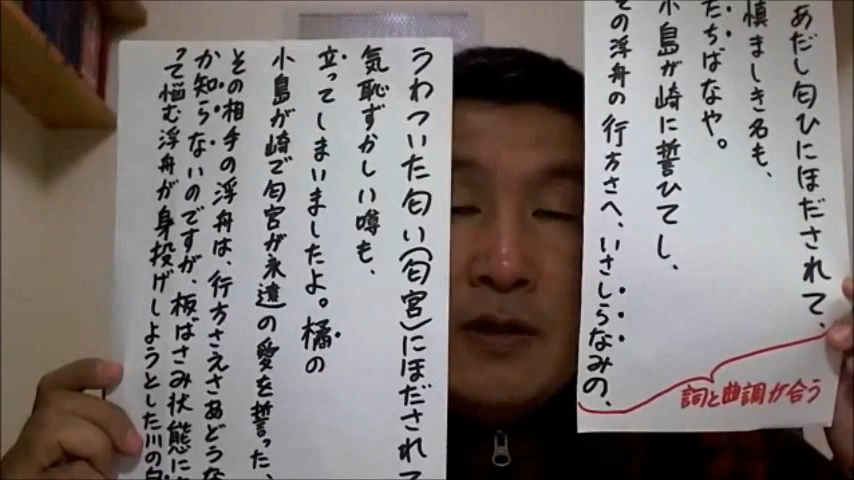 あだし匂ひにほだされて、
慎ましき名も、
たちばなや。
小島が崎に誓ひてし、
その浮舟の行方さへ、いさしらなみの、
詞と曲調が合う
うわついた匂い(匂宮)にほだされて
気恥ずかしい噂も、
立ってしまいましたよ。橘の
小島が崎で匂宮が永遠の愛を誓った、
その相手の浮舟は、行方さえさあどうな
か知らないのですが、板ばさみ状態に
って悩む浮舟が身投げしようとした川の白